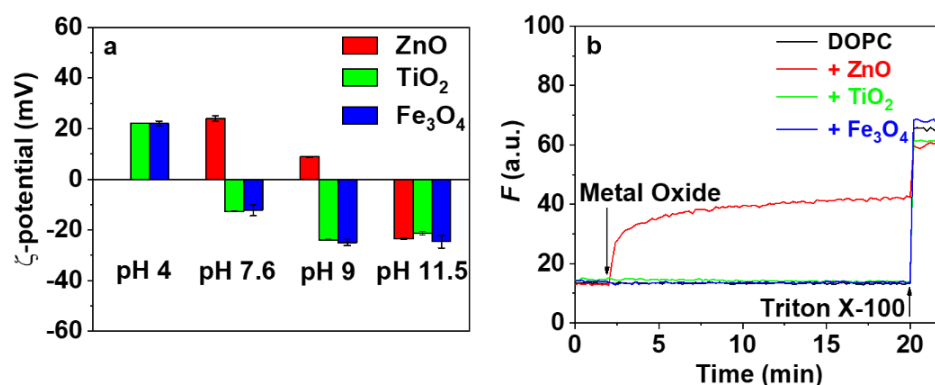 a
ZnO
TiO2
Fe3O4
ζ-potential (mV)
60
40
20
0
-20
-40
-60
pH 4 pH 7.6 pH 9 pH 11.5
b
DOPC
+ ZnO
+ TiO2
+ Fe3O4
F (a.u.)
100
80
60
40
20
0
Metal Oxide
Triton X-100
0 5 10 15 20
Time (min)